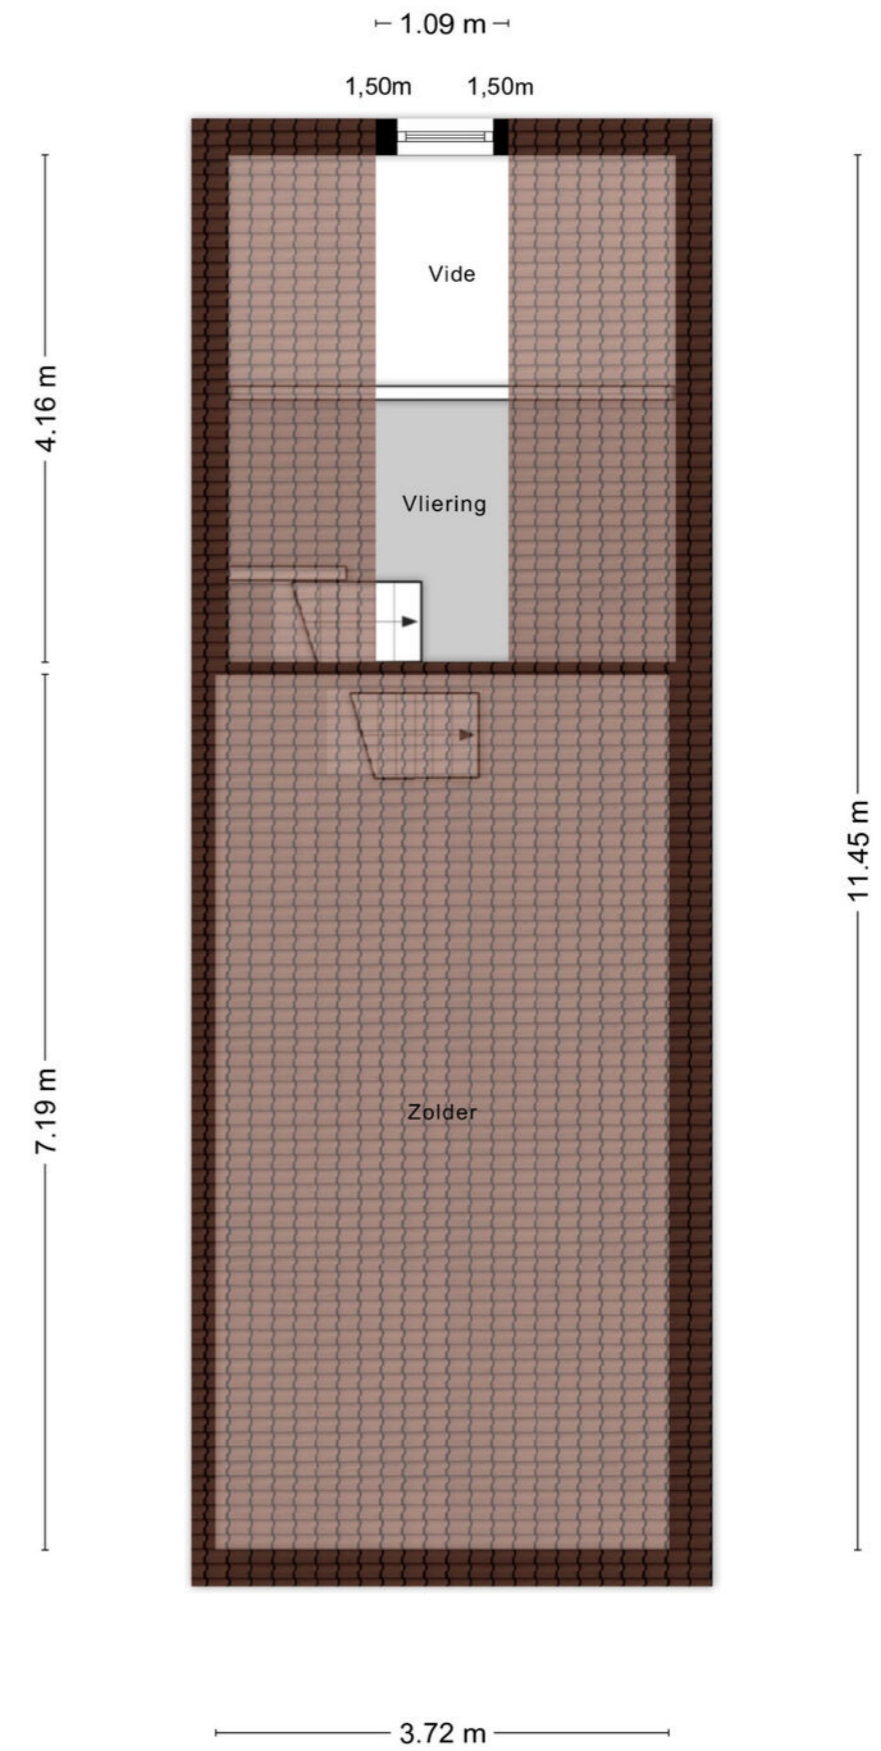 1.09 m
1,50m 1,50m
Vide
4.16 m
Vliering
11.45 m
7.19 m
Zolder
3.72 m